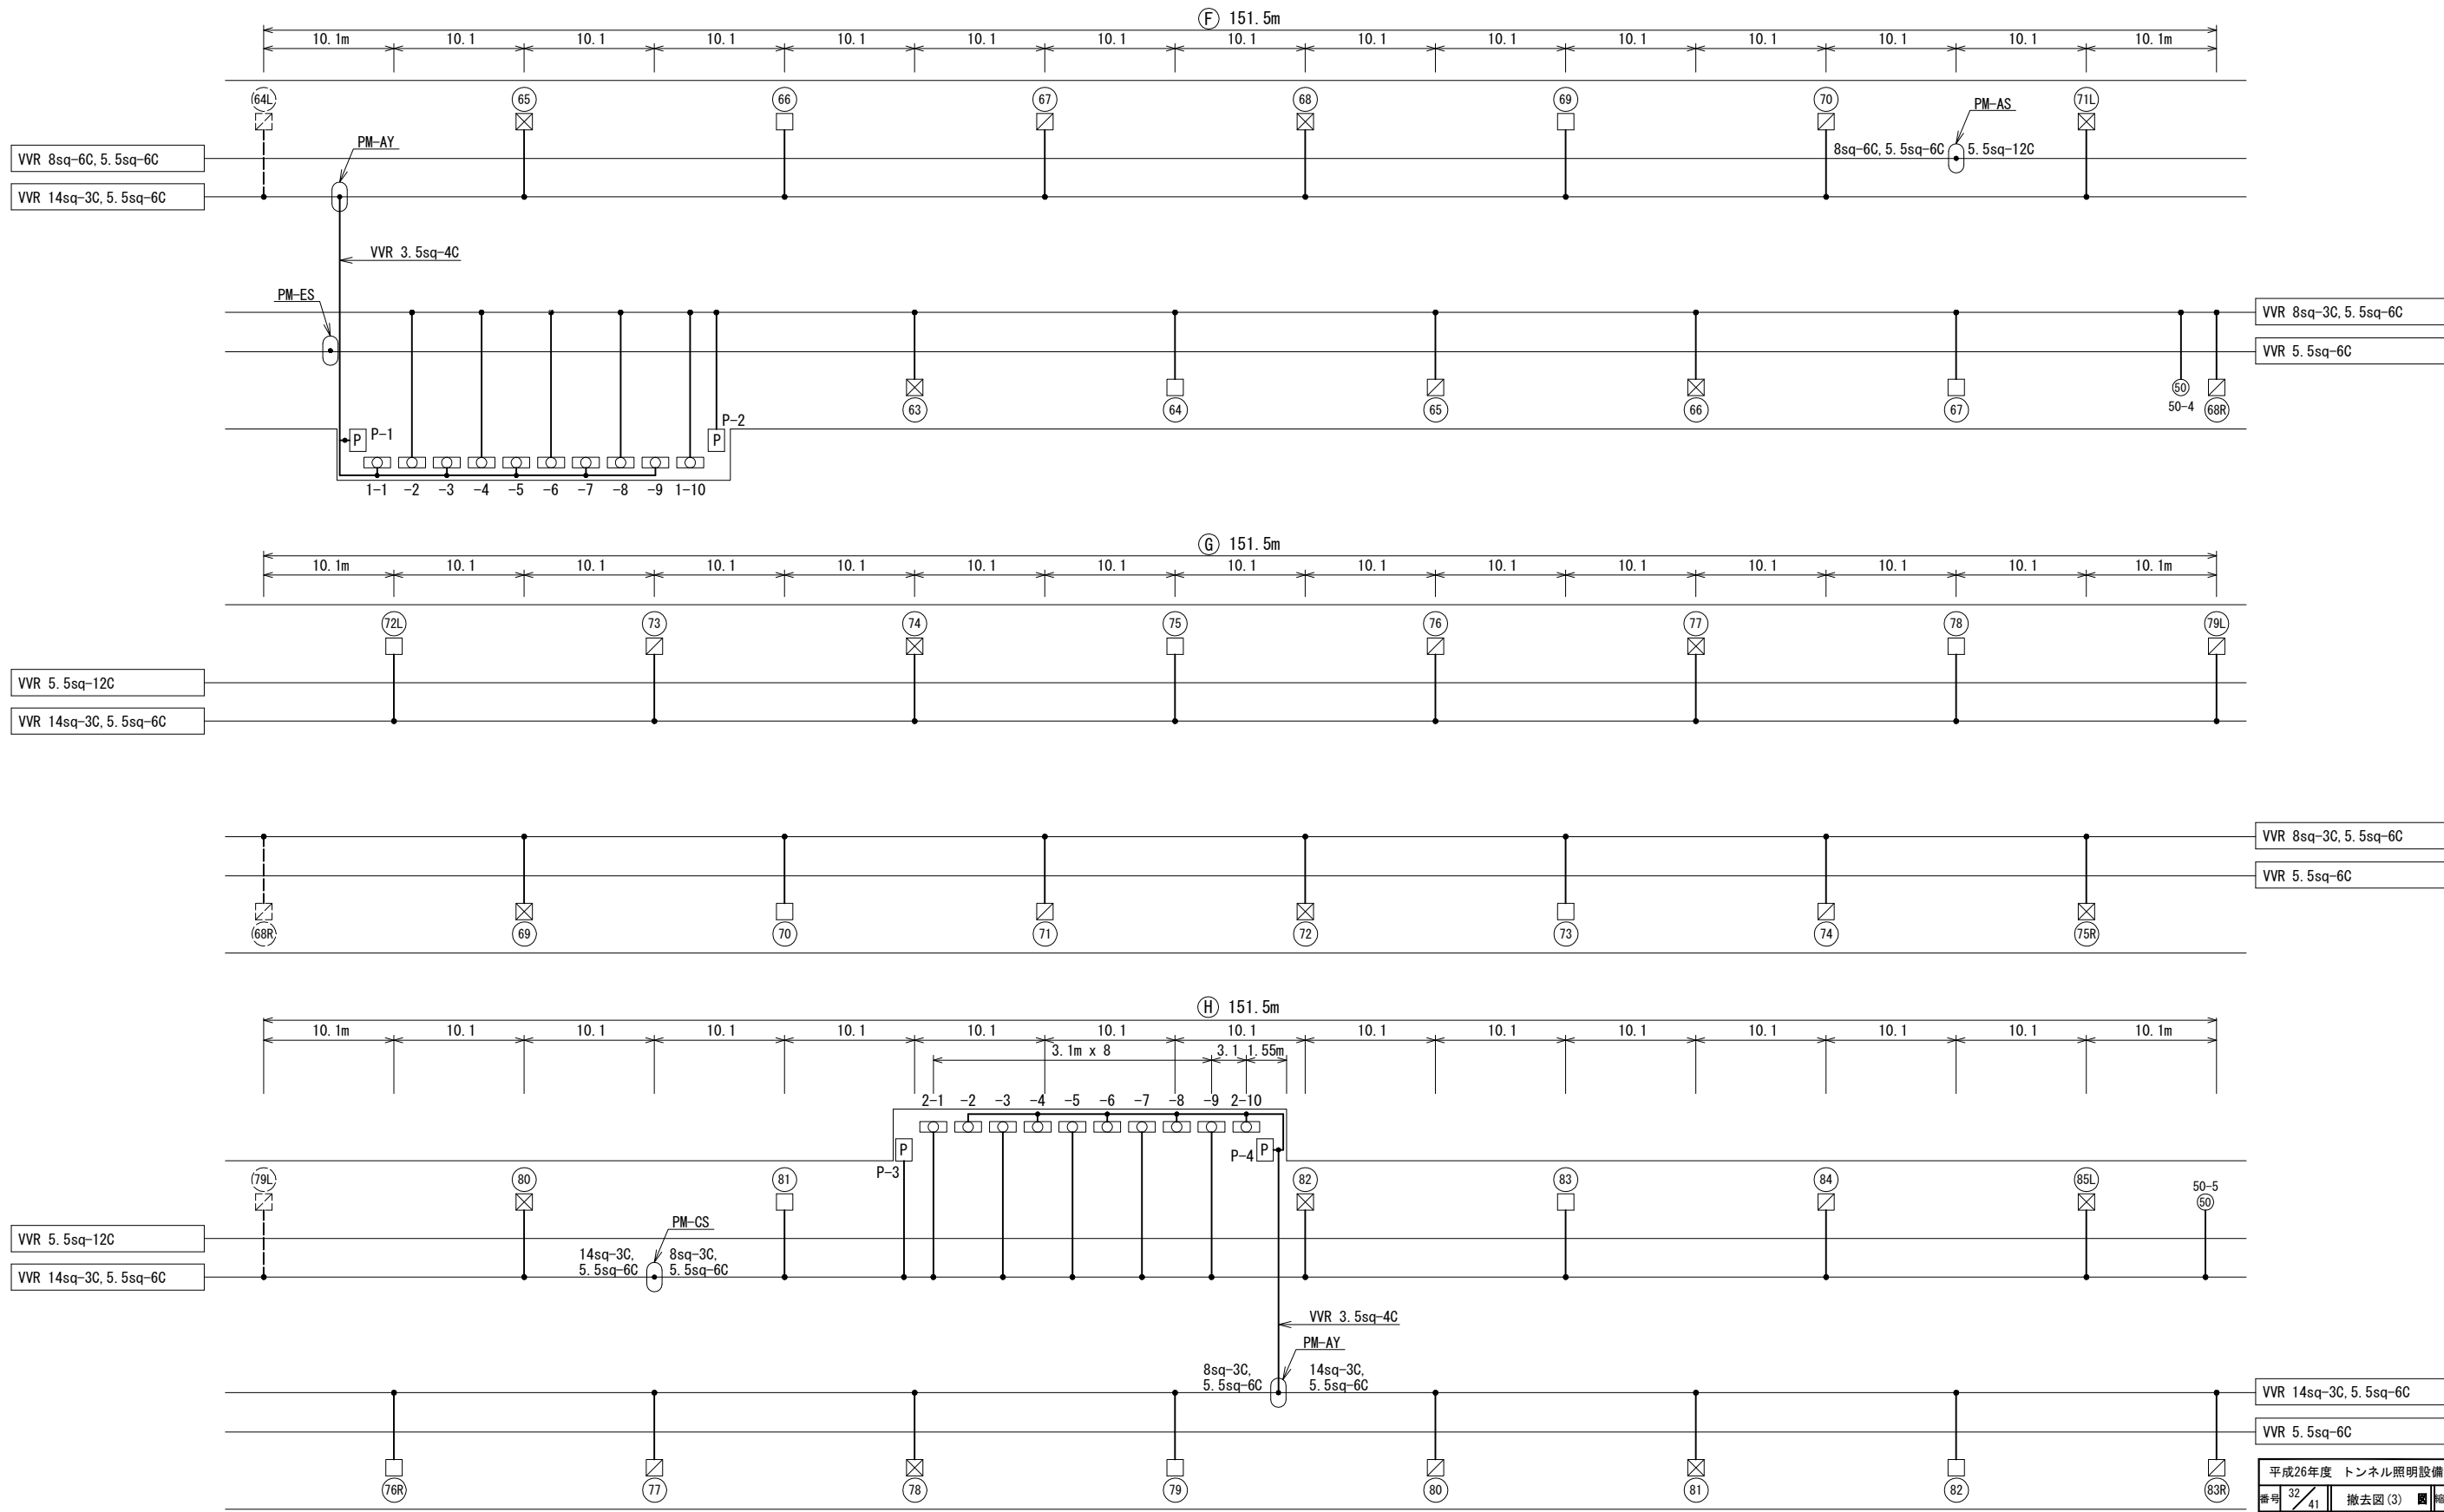 Ⓕ 151.5m
10.1m 10.1 10.1 10.1 10.1 10.1 10.1 10.1 10.1 10.1 10.1 10.1 10.1 10.1 10.1m
64L 65 66 67 68 69 70 71L
PM-AY PM-AS
VVR 8sq-6C, 5.5sq-6C
8sq-6C, 5.5sq-6C 5.5sq-12C
VVR 14sq-3C, 5.5sq-6C
VVR 3.5sq-4C
PM-ES
VVR 8sq-3C, 5.5sq-6C
VVR 5.5sq-6C
63 64 65 66 67 50 68R
50-4
P P-1 P P-2
1-1 -2 -3 -4 -5 -6 -7 -8 -9 1-10
Ⓖ 151.5m
10.1m 10.1 10.1 10.1 10.1 10.1 10.1 10.1 10.1 10.1 10.1 10.1 10.1 10.1 10.1m
72L 73 74 75 76 77 78 79L
VVR 5.5sq-12C
VVR 14sq-3C, 5.5sq-6C
VVR 8sq-3C, 5.5sq-6C
VVR 5.5sq-6C
68R 69 70 71 72 73 74 75R
Ⓗ 151.5m
10.1m 10.1 10.1 10.1 10.1 10.1 10.1 10.1 10.1 10.1 10.1 10.1 10.1 10.1 10.1m
3.1m x 8 3.1 1.55m
2-1 -2 -3 -4 -5 -6 -7 -8 -9 2-10
P P-3 P-4 P
79L 80 81 82 83 84 85L 50-5
50
PM-CS
VVR 5.5sq-12C
14sq-3C, 5.5sq-6C
8sq-3C, 5.5sq-6C
VVR 14sq-3C, 5.5sq-6C
VVR 3.5sq-4C
PM-AY
8sq-3C, 5.5sq-6C
14sq-3C, 5.5sq-6C
VVR 14sq-3C, 5.5sq-6C
VVR 5.5sq-6C
76R 77 78 79 80 81 82 83R
平成26年度 トンネル照明設備
番号 32/41 撤去図(3) 図